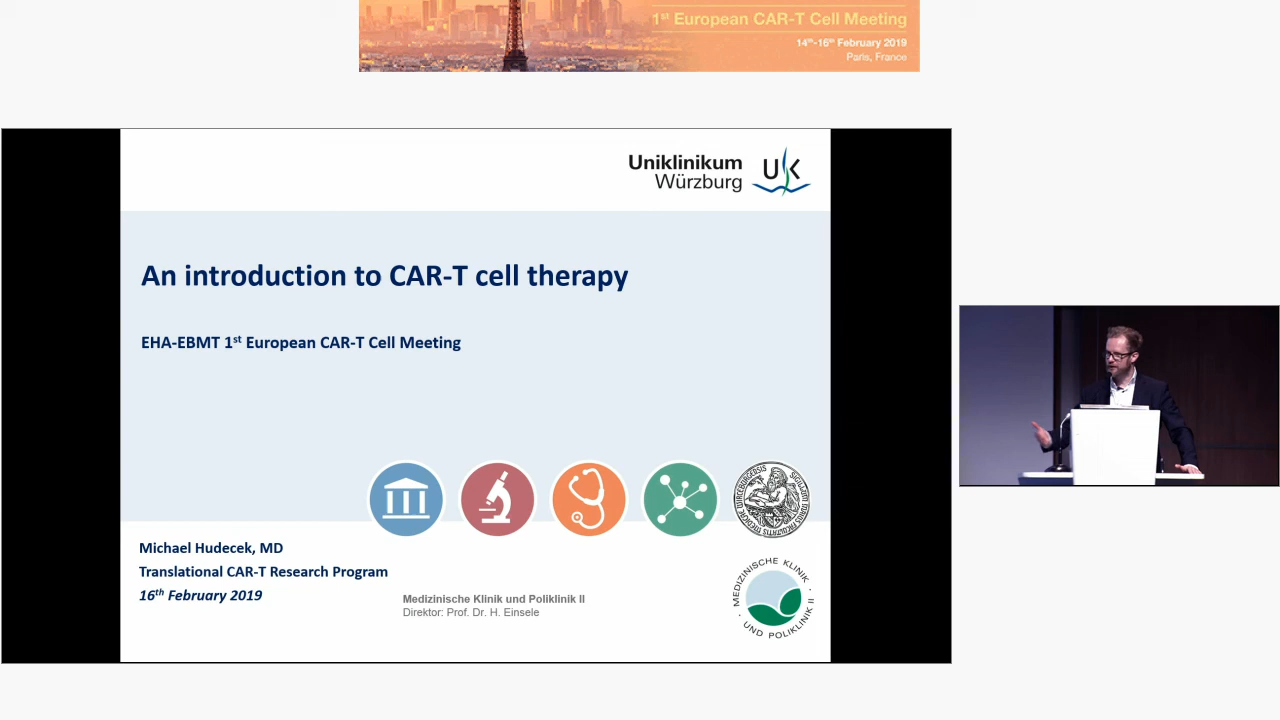 1st European CAR-T Cell Meeting
14th-16th February 2019
Paris, France
Uniklinikum
Würzburg
UK
An introduction to CAR-T cell therapy
EHA-EBMT 1st European CAR-T Cell Meeting
Michael Hudecek, MD
Translational CAR-T Research Program
16th February 2019
Medizinische Klinik und Poliklinik II
Direktor: Prof. Dr. H. Einsele
MEDIZINISCHE KLINIK
UND POLIKLINIK II